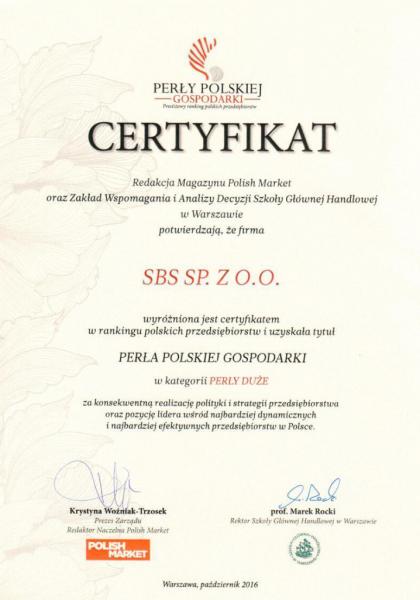 PERŁY POLSKIEJ
GOSPODARKI
Prestiżowy ranking polskich przedsiębiorstw
CERTYFIKAT
Redakcja Magazynu Polish Market
oraz Zakład Wspomagania i Analizy Decyzji Szkoły Głównej Handlowej
w Warszawie
potwierdzają, że firma
SBS SP. Z O.O.
wyróżniona jest certyfikatem
w rankingu polskich przedsiębiorstw i uzyskała tytuł
PERŁA POLSKIEJ GOSPODARKI
w kategorii PERŁY DUŻE
za konsekwentną realizację polityki i strategii przedsiębiorstwa
oraz pozycję lidera wśród najbardziej dynamicznych
i najbardziej efektywnych przedsiębiorstw w Polsce.
Krystyna Woźniak-Trzosek
Prezes Zarządu
Redaktor Naczelna Polish Market
POLISH
MARKET
prof. Marek Rocki
Rektor Szkoły Głównej Handlowej w Warszawie
Warszawa, październik 2016